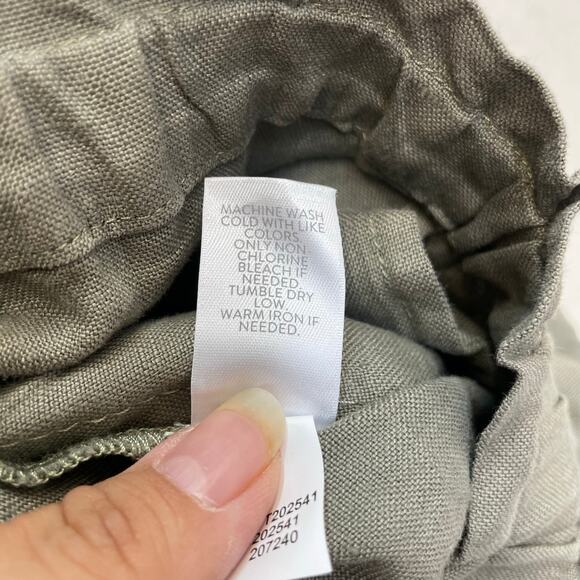 MACHINE WASH
COLD WITH LIKE
COLORS.
ONLY NON
CHLORINE
BLEACH IF
NEEDED.
TUMBLE DRY
LOW.
WARM IRON IF
NEEDED.
T202541
202541
207240